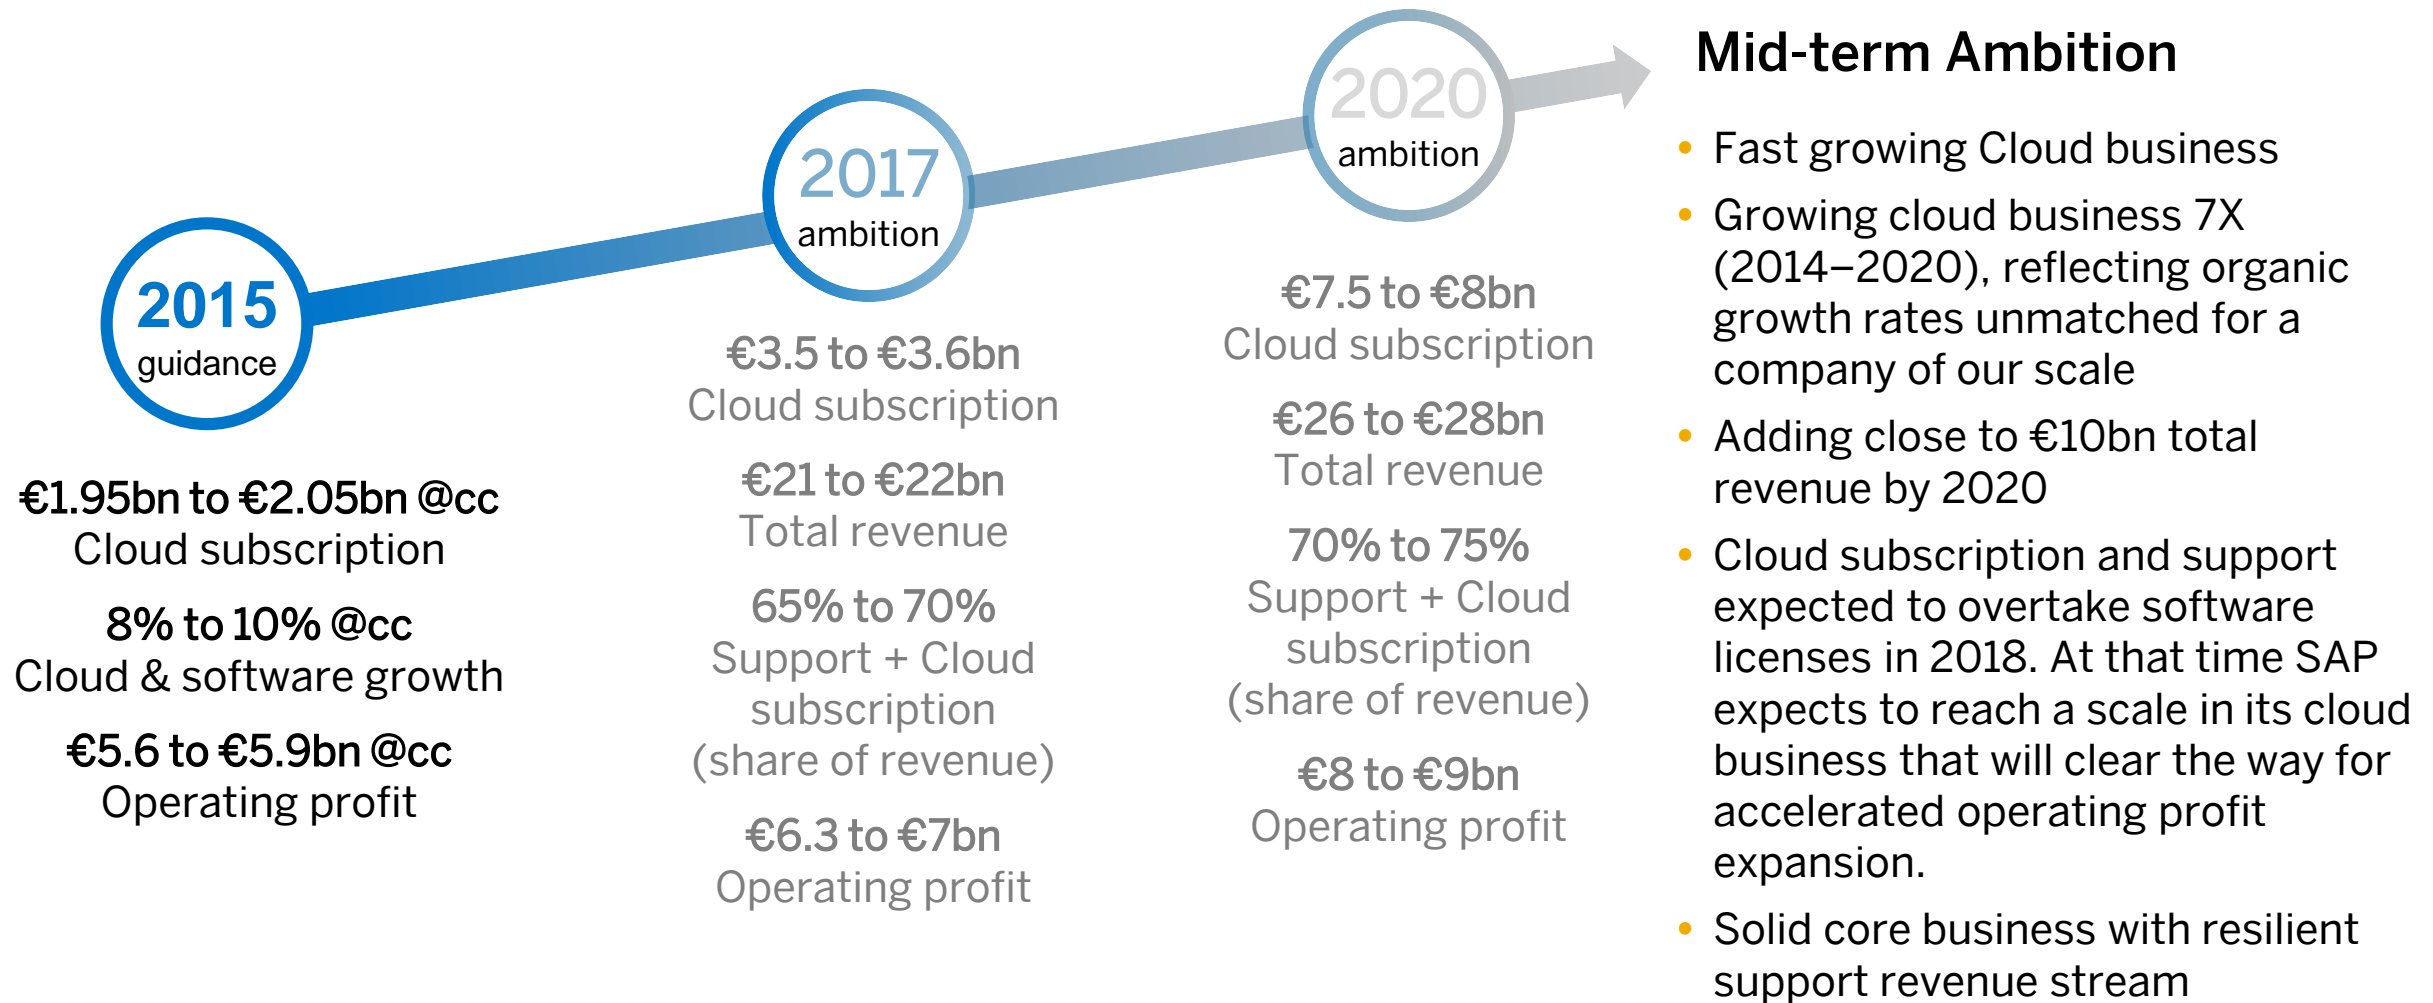 2015
guidance
€1.95bn to €2.05bn @cc
Cloud subscription
8% to 10% @cc
Cloud & software growth
€5.6 to €5.9bn @cc
Operating profit
2017
ambition
€3.5 to €3.6bn
Cloud subscription
€21 to €22bn
Total revenue
65% to 70%
Support + Cloud
subscription
(share of revenue)
€6.3 to €7bn
Operating profit
2020
ambition
€7.5 to €8bn
Cloud subscription
€26 to €28bn
Total revenue
70% to 75%
Support + Cloud
subscription
(share of revenue)
€8 to €9bn
Operating profit
Mid-term Ambition
• Fast growing Cloud business
• Growing cloud business 7X
(2014–2020), reflecting organic
growth rates unmatched for a
company of our scale
• Adding close to €10bn total
revenue by 2020
• Cloud subscription and support
expected to overtake software
licenses in 2018. At that time SAP
expects to reach a scale in its cloud
business that will clear the way for
accelerated operating profit
expansion.
• Solid core business with resilient
support revenue stream